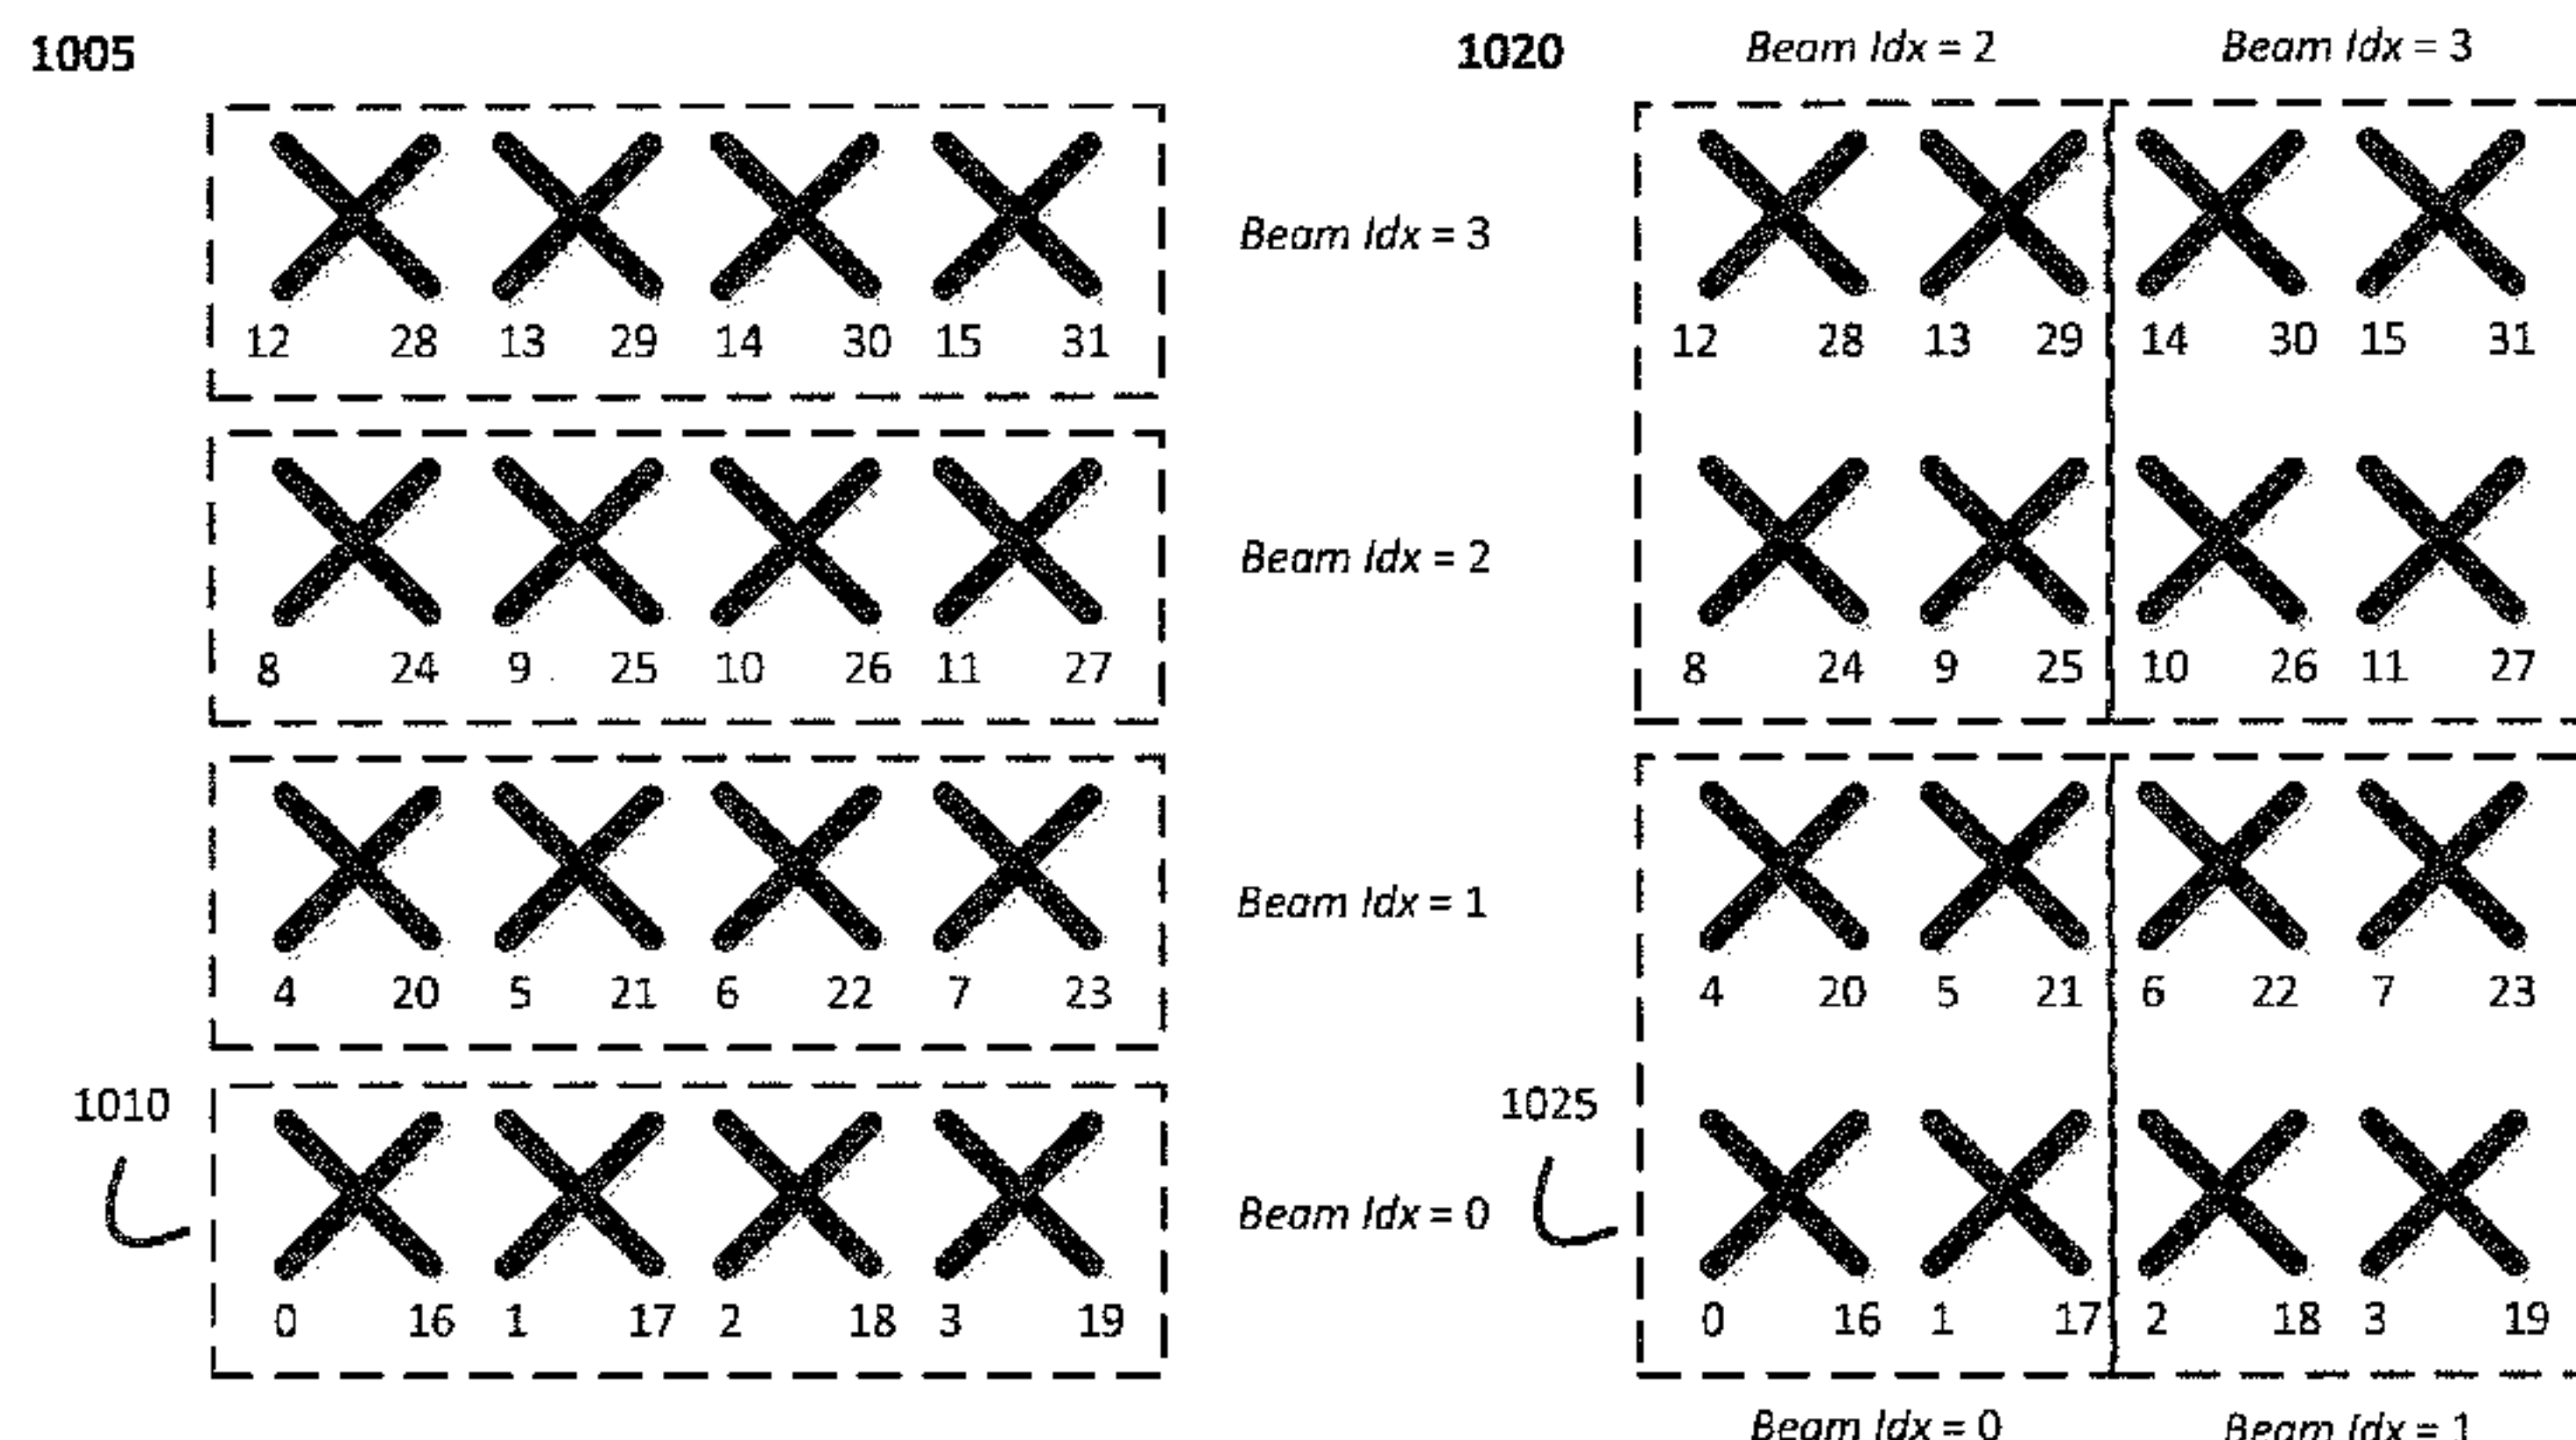 1005
12 28 13 29 14 30 15 31
Beam Idx = 3
8 24 9 25 10 26 11 27
Beam Idx = 2
4 20 5 21 6 22 7 23
Beam Idx = 1
1010
0 16 1 17 2 18 3 19
Beam Idx = 0
1020
Beam Idx = 2 Beam Idx = 3
12 28 13 29 14 30 15 31
8 24 9 25 10 26 11 27
4 20 5 21 6 22 7 23
1025
0 16 1 17 2 18 3 19
Beam Idx = 0 Beam Idx = 1